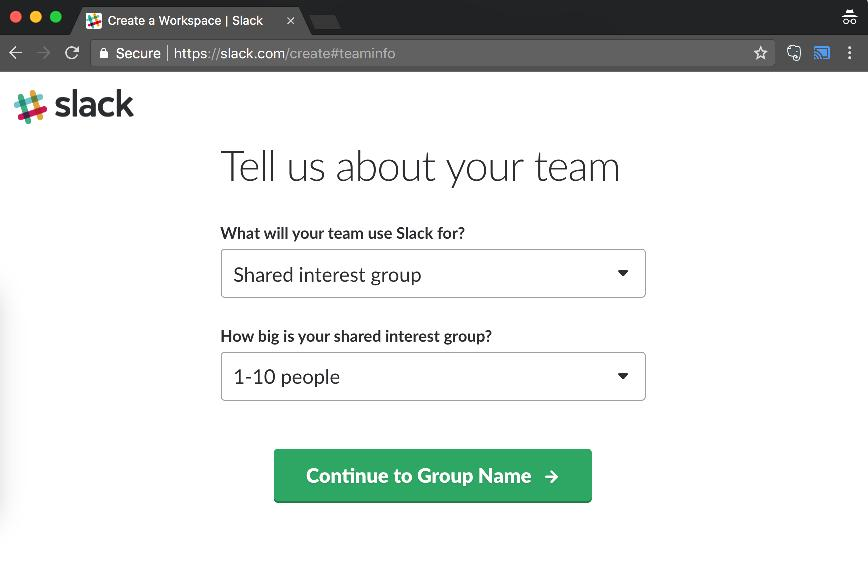 Create a Workspace | Slack
Secure | https://slack.com/create#teaminfo
slack
Tell us about your team
What will your team use Slack for?
Shared interest group
How big is your shared interest group?
1-10 people
Continue to Group Name →